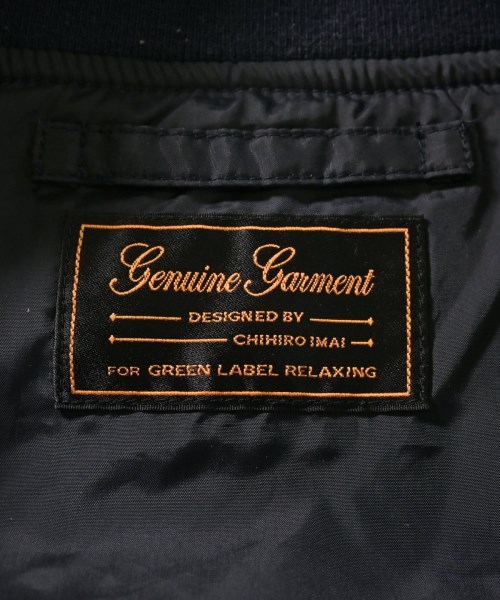 Genuine Garment
DESIGNED BY
CHIHIRO IMAI
FOR GREEN LABEL RELAXING